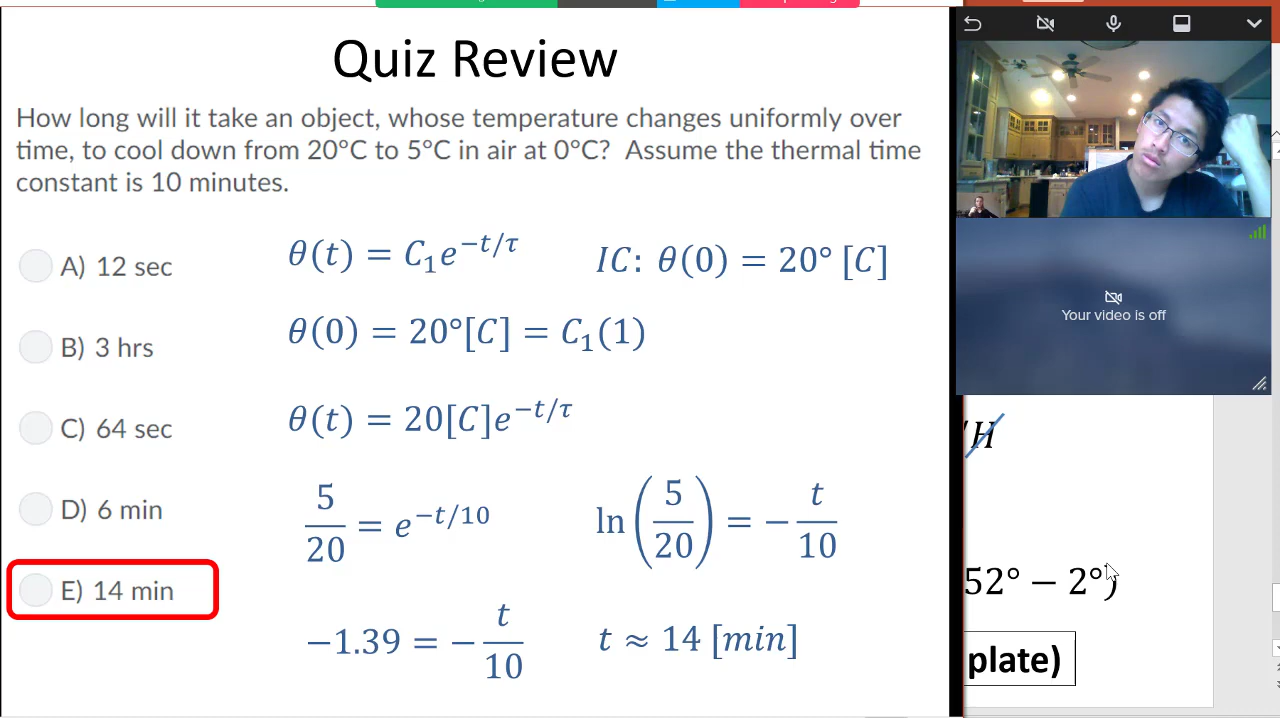 Quiz Review
How long will it take an object, whose temperature changes uniformly over
time, to cool down from 20°C to 5°C in air at 0°C? Assume the thermal time
constant is 10 minutes.
θ(t) = C₁e^{−t/τ} IC: θ(0) = 20° [C]
A) 12 sec
θ(0) = 20°[C] = C₁(1)
B) 3 hrs
θ(t) = 20[C]e^{−t/τ}
C) 64 sec
5/20 = e^{−t/10} ln(5/20) = −t/10
D) 6 min
E) 14 min
−1.39 = −t/10 t ≈ 14 [min]
Your video is off
H
52° − 2°)
plate)